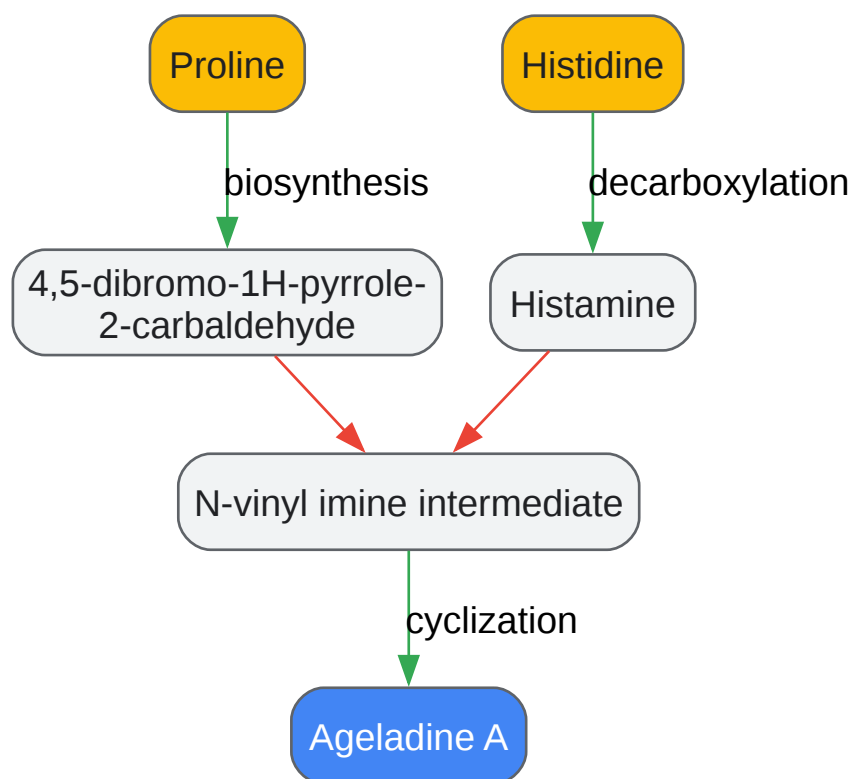 Proline
Histidine
biosynthesis
decarboxylation
4,5-dibromo-1H-pyrrole-
2-carbaldehyde
Histamine
N-vinyl imine intermediate
cyclization
Ageladine A